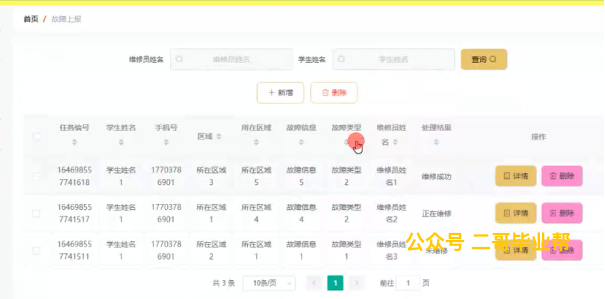 首页 / 故障上报
维修员姓名 维修员姓名 学生姓名 学生姓名 查询
+ 新增 删除
任务编号 学生姓名 手机号 区域 所在区域 故障信息 故障类型 维修员姓名 处理结果 操作
164698557741618 学生姓名1 17703786901 所在区域3 所在区域5 故障信息5 故障类型2 维修员姓名1 维修成功 详情 删除
164698557741517 学生姓名1 17703786901 所在区域1 所在区域4 故障信息4 故障类型2 维修员姓名2 正在维修 详情 删除
164698557741511 学生姓名1 17703786901 所在区域2 所在区域1 故障信息1 故障类型1 维修员姓名3 未维修 详情 删除
公众号 二哥毕业帮
共 3 条 10条/页 1 前往 1 页